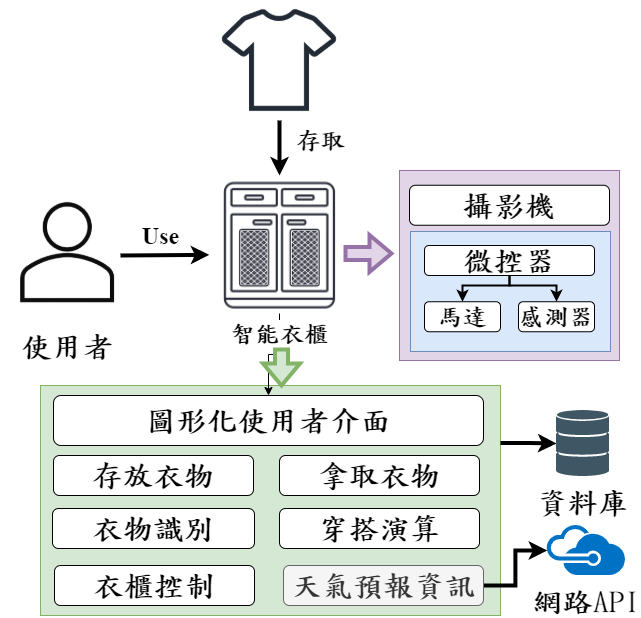 存取
Use
使用者
智能衣櫃
攝影機
微控器
馬達
感測器
圖形化使用者介面
存放衣物
拿取衣物
衣物識別
穿搭演算
衣櫃控制
天氣預報資訊
資料庫
網路API